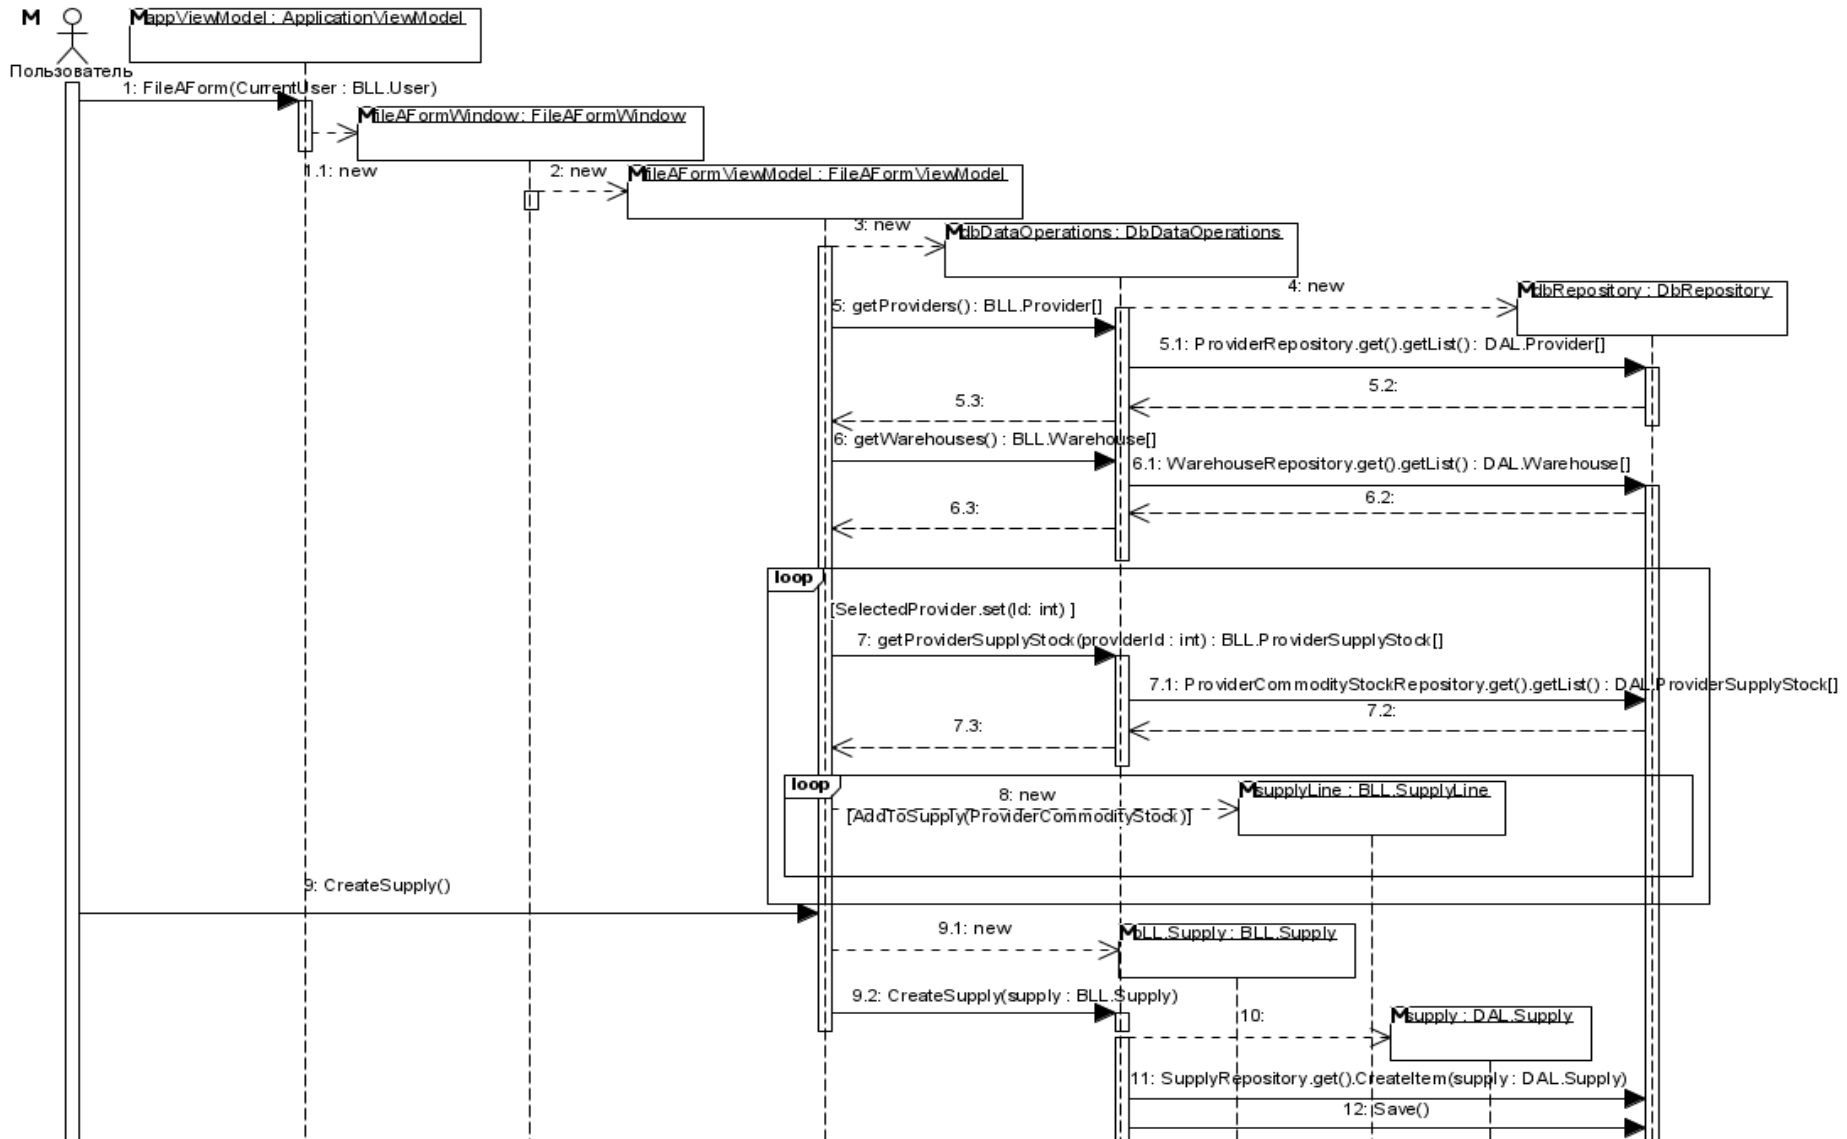 M
MappViewModel : ApplicationViewModel
Пользователь
1: FileAForm(CurrentUser : BLL.User)
MfileAFormWindow : FileAFormWindow
1.1: new
2: new
MfileAFormViewModel : FileAFormViewModel
3: new
MdbDataOperations : DbDataOperations
4: new
MdbRepository : DbRepository
5: getProviders() : BLL.Provider[]
5.1: ProviderRepository.get().getList() : DAL.Provider[]
5.2:
5.3:
6: getWarehouses() : BLL.Warehouse[]
6.1: WarehouseRepository.get().getList() : DAL.Warehouse[]
6.2:
6.3:
loop
[SelectedProvider.set(Id: int) ]
7: getProviderSupplyStock(providerId : int) : BLL.ProviderSupplyStock[]
7.1: ProviderCommodityStockRepository.get().getList() : DAL.ProviderSupplyStock[]
7.2:
7.3:
loop
8: new
[AddToSupply(ProviderCommodityStock)]
MsupplyLine : BLL.SupplyLine
9: CreateSupply()
9.1: new
MbLL.Supply : BLL.Supply
9.2: CreateSupply(supply : BLL.Supply)
10:
Msupply : DAL.Supply
11: SupplyRepository.get().CreateItem(supply : DAL.Supply)
12: Save()